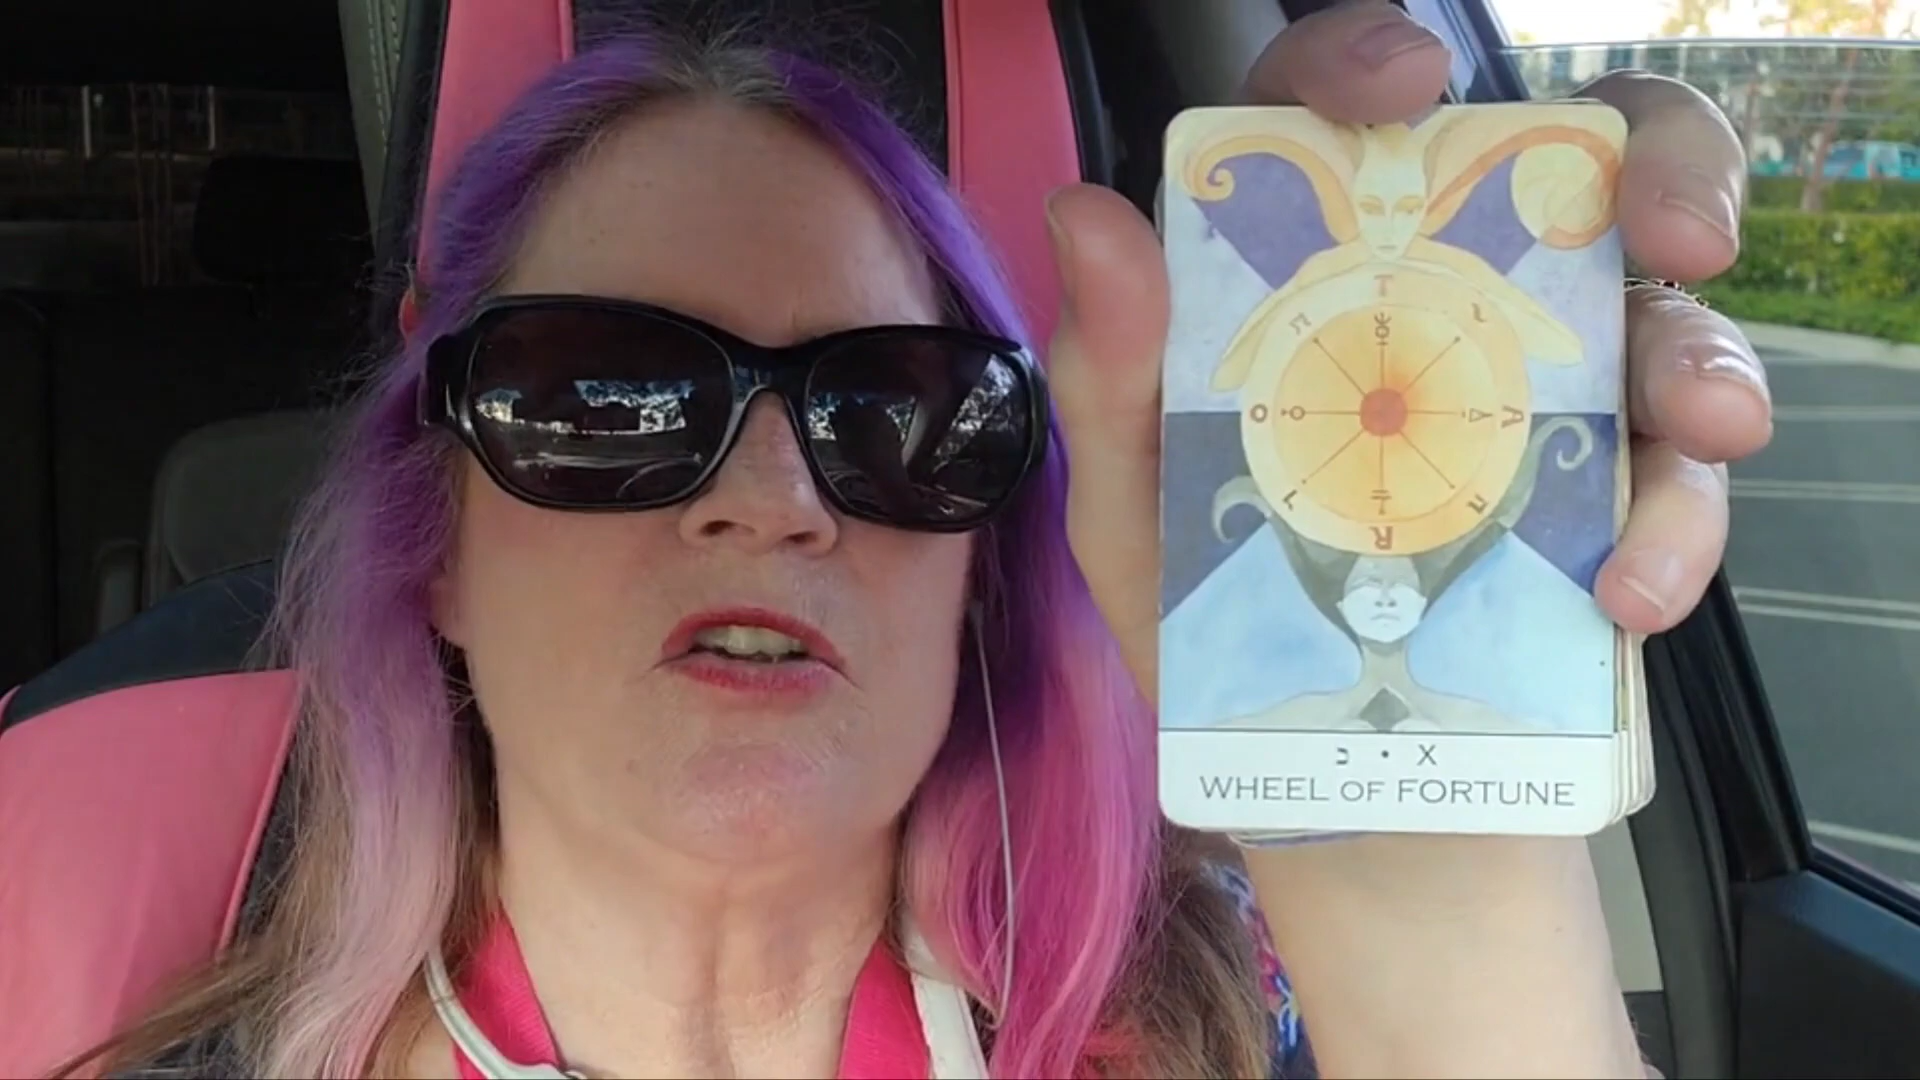 T
O A
R
כ • X
WHEEL OF FORTUNE